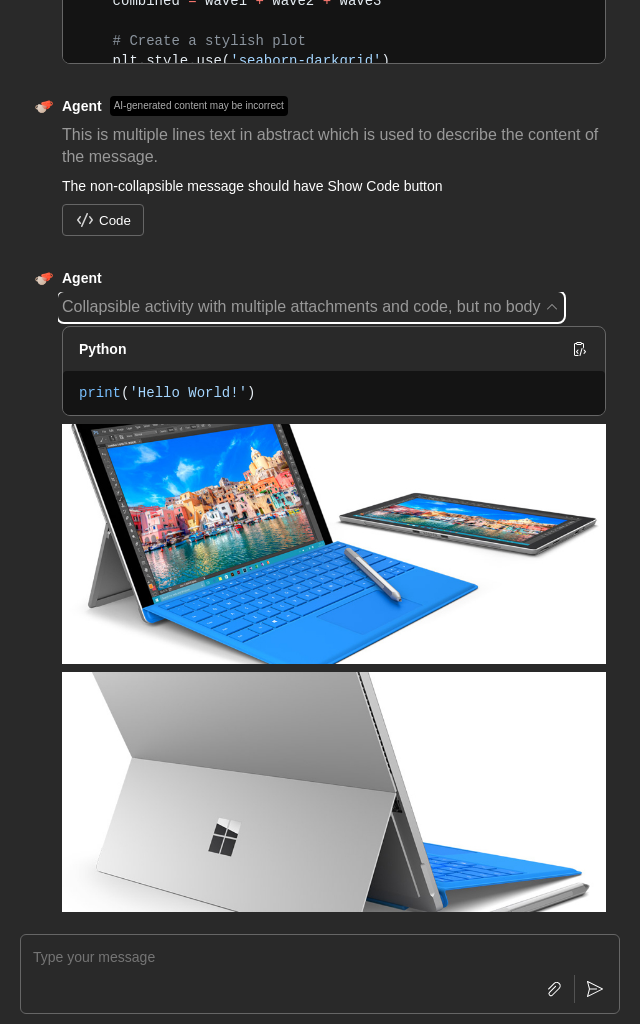 combined = wave1 + wave2 + wave3
# Create a stylish plot
plt.style.use('seaborn-darkgrid')
Agent AI-generated content may be incorrect
This is multiple lines text in abstract which is used to describe the content of
the message.
The non-collapsible message should have Show Code button
Code
Agent
Collapsible activity with multiple attachments and code, but no body
Python
print('Hello World!')
Type your message